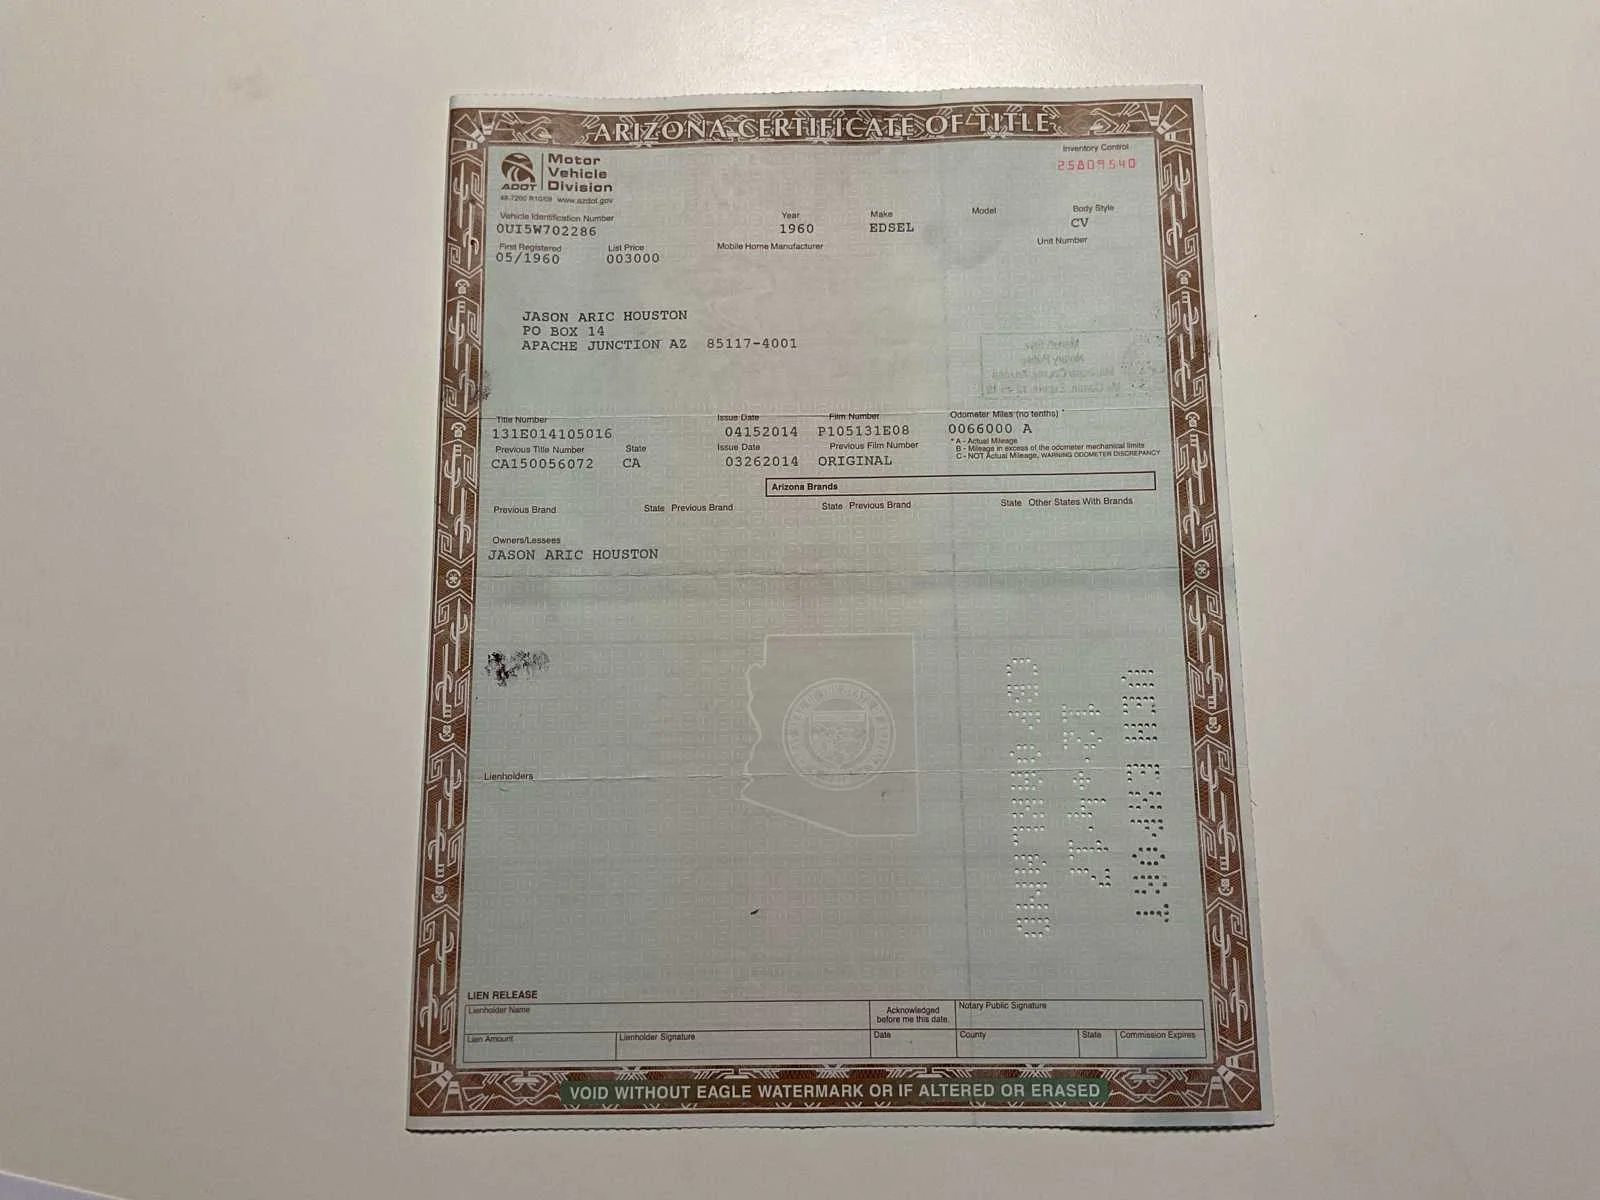 ARIZONA CERTIFICATE OF TITLE
Inventory Control
25809540
ADOT
Motor
Vehicle
Division
48-7200 R10/09 www.azdot.gov
Vehicle Identification Number Year Make Model Body Style
0UI5W702286 1960 EDSEL CV
First Registered List Price Mobile Home Manufacturer Unit Number
05/1960 003000
JASON ARIC HOUSTON
PO BOX 14
APACHE JUNCTION AZ 85117-4001
Title Number Issue Date Film Number Odometer Miles (no tenths) *
131E014105016 04152014 P105131E08 0066000 A
Previous Title Number State Issue Date Previous Film Number
CA150056072 CA 03262014 ORIGINAL
* A - Actual Mileage
B - Mileage in excess of the odometer mechanical limits
C - NOT Actual Mileage, WARNING ODOMETER DISCREPANCY
Arizona Brands
Previous Brand State Previous Brand State Previous Brand State Other States With Brands
Owners/Lessees
JASON ARIC HOUSTON
Lienholders
LIEN RELEASE
Lienholder Name
Acknowledged
before me this date.
Notary Public Signature
Lien Amount Lienholder Signature Date County State Commission Expires
VOID WITHOUT EAGLE WATERMARK OR IF ALTERED OR ERASED